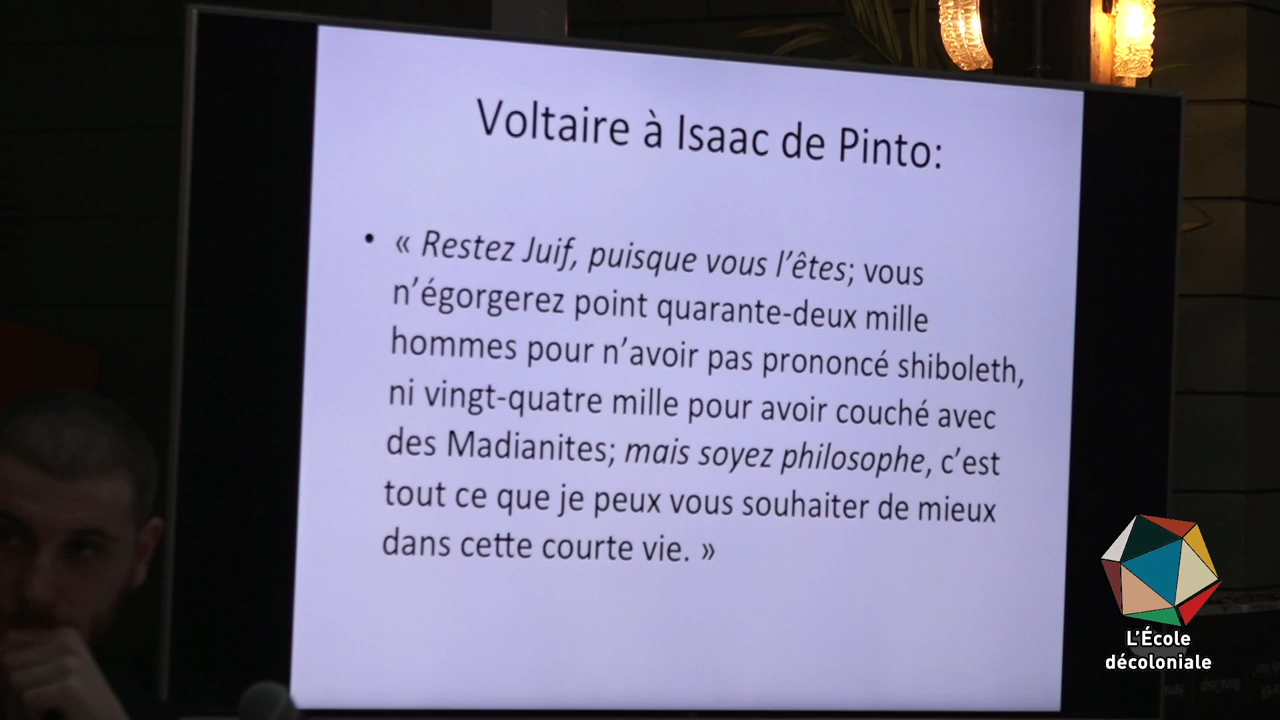 Voltaire à Isaac de Pinto:
• « Restez Juif, puisque vous l’êtes; vous
n’égorgerez point quarante-deux mille
hommes pour n’avoir pas prononcé shiboleth,
ni vingt-quatre mille pour avoir couché avec
des Madianites; mais soyez philosophe, c’est
tout ce que je peux vous souhaiter de mieux
dans cette courte vie. »
L’École
décoloniale